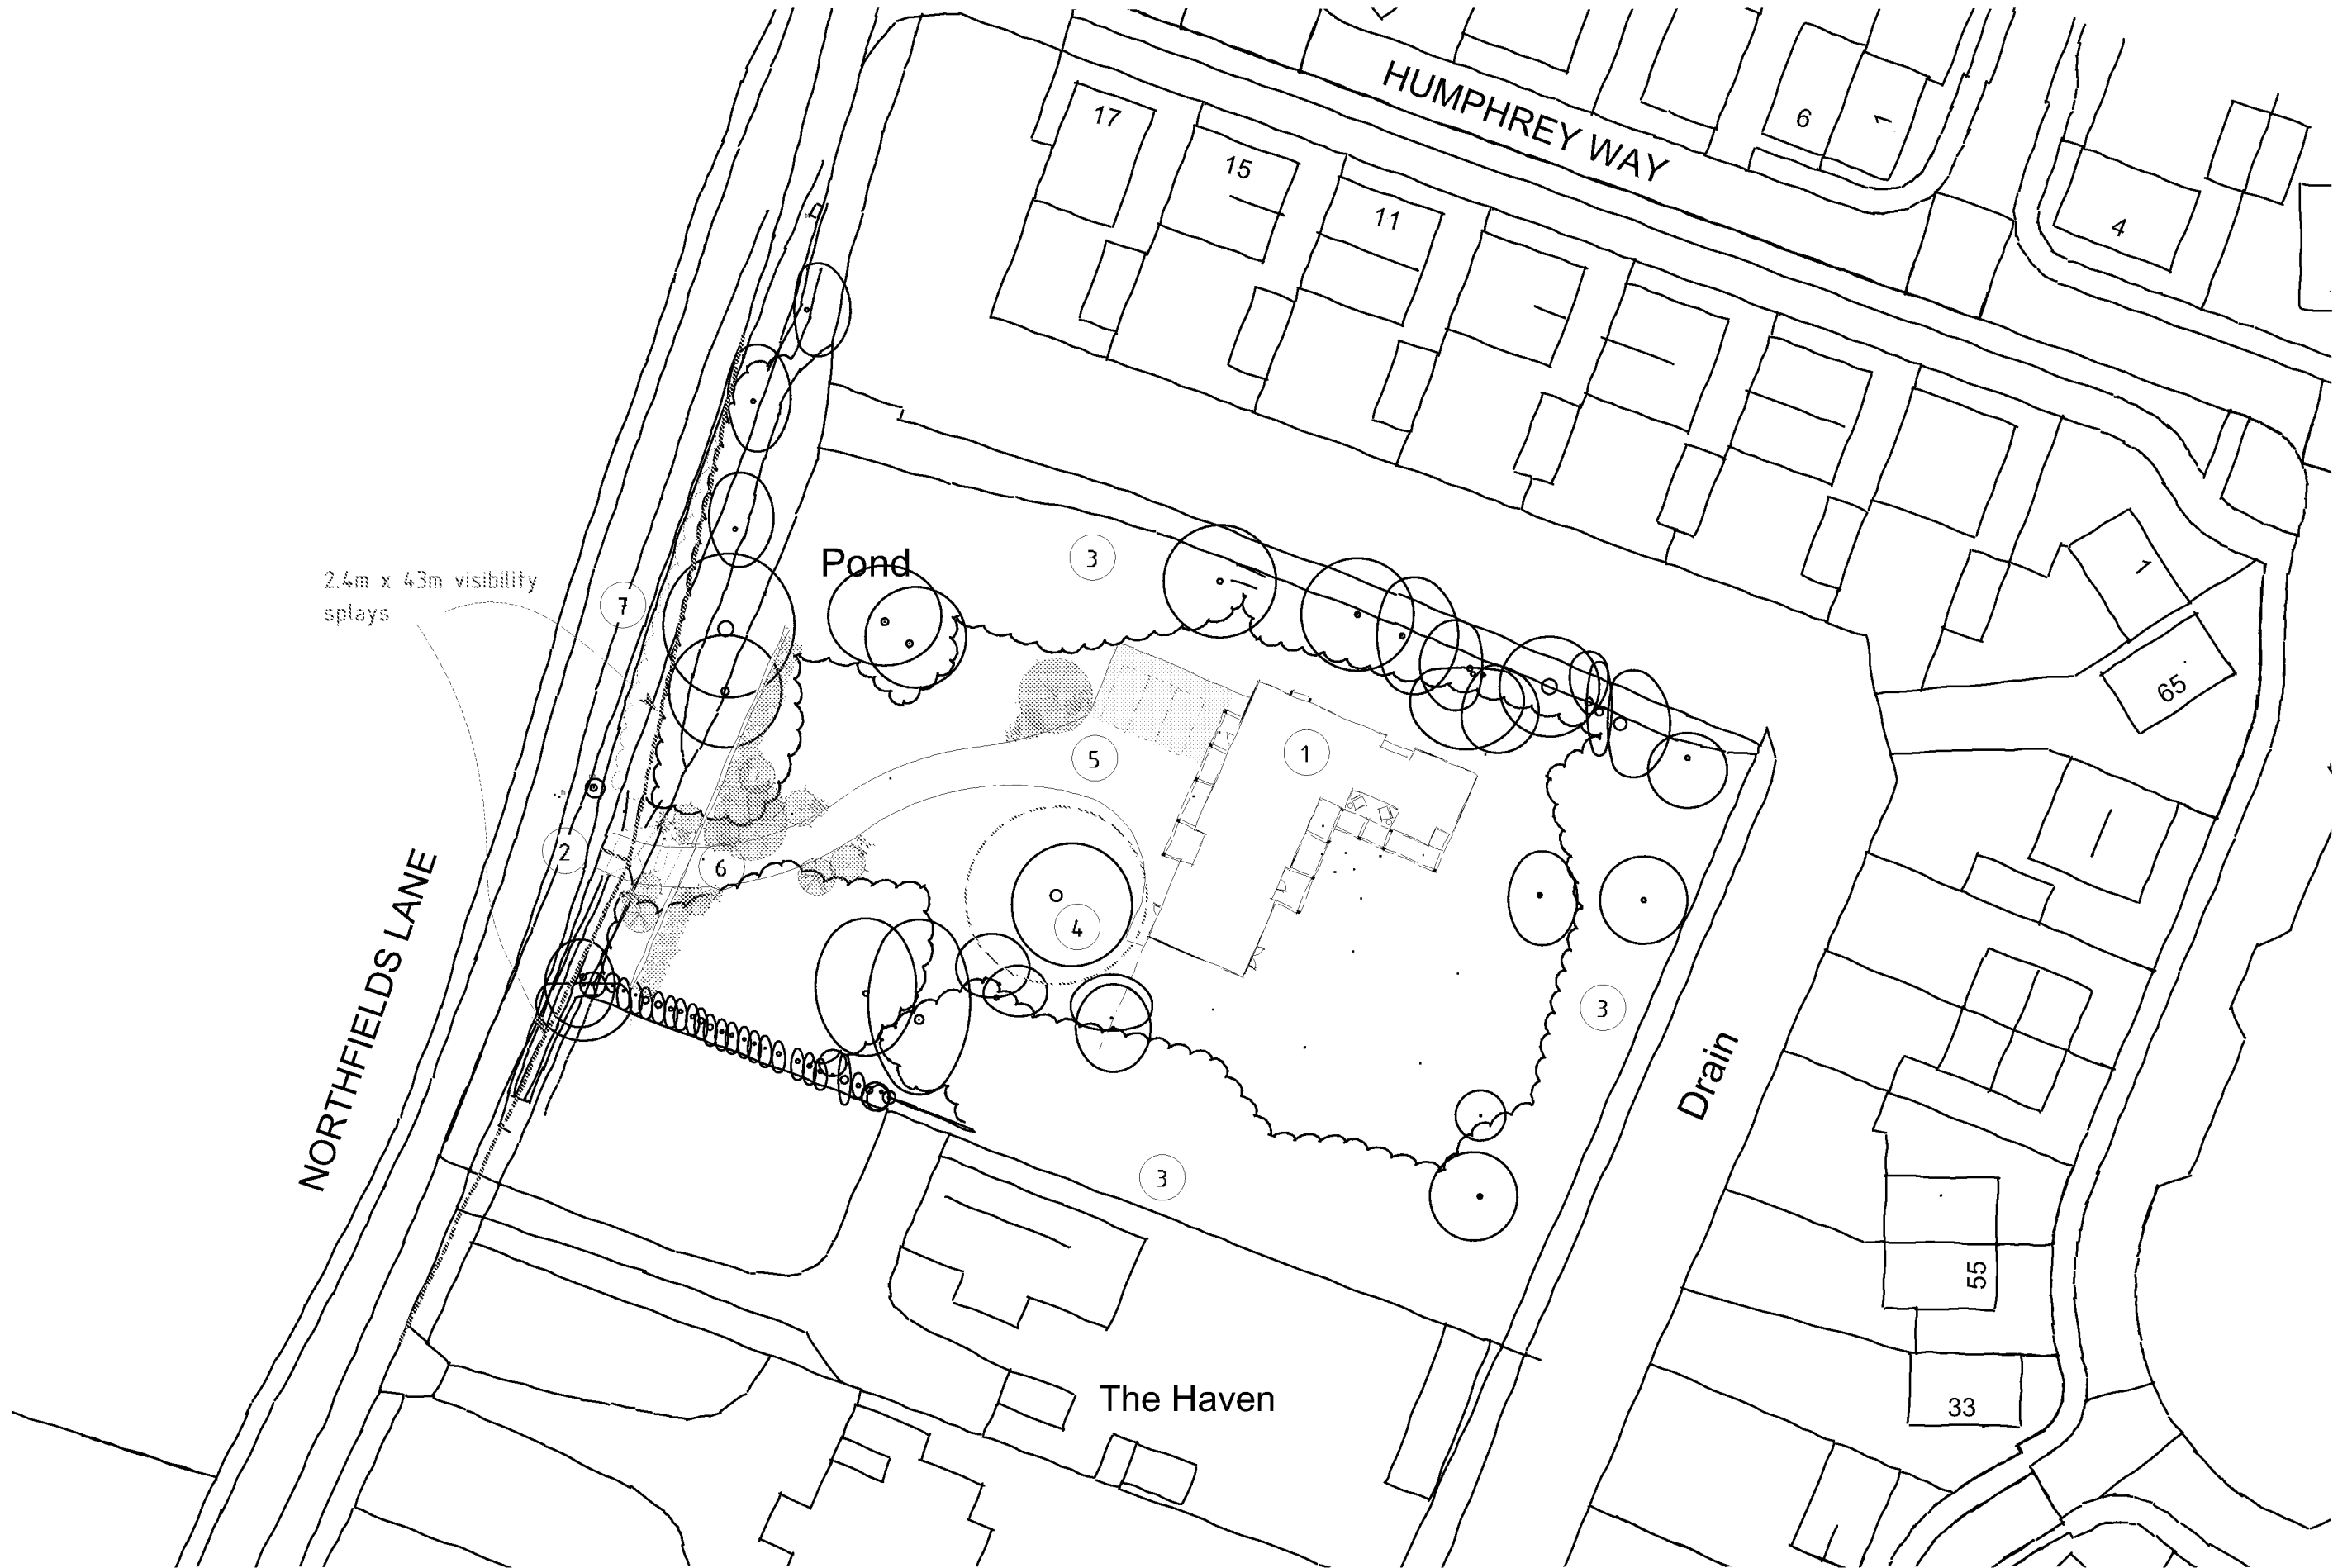 HUMPHREY WAY
17
15
11
6
1
4
Pond
3
2.4m x 43m visibility
splays
7
1
65
5
1
2
6
4
NORTHFIELDS LANE
3
Drain
3
55
The Haven
33